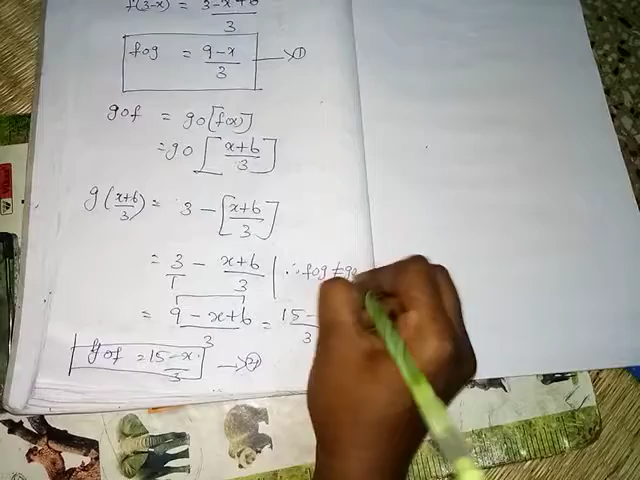 f(3-x) = 3-x+6/3
fog = 9-x/3 → ①
gof = go[f(x)]
=go [x+6/3]
g(x+6/3) = 3 - [x+6/3]
= 3/1 - x+6/3 | ∴ fog ≠ go
= 9-x+6/3 = 15-/3
gof = 15-x/3 → ②